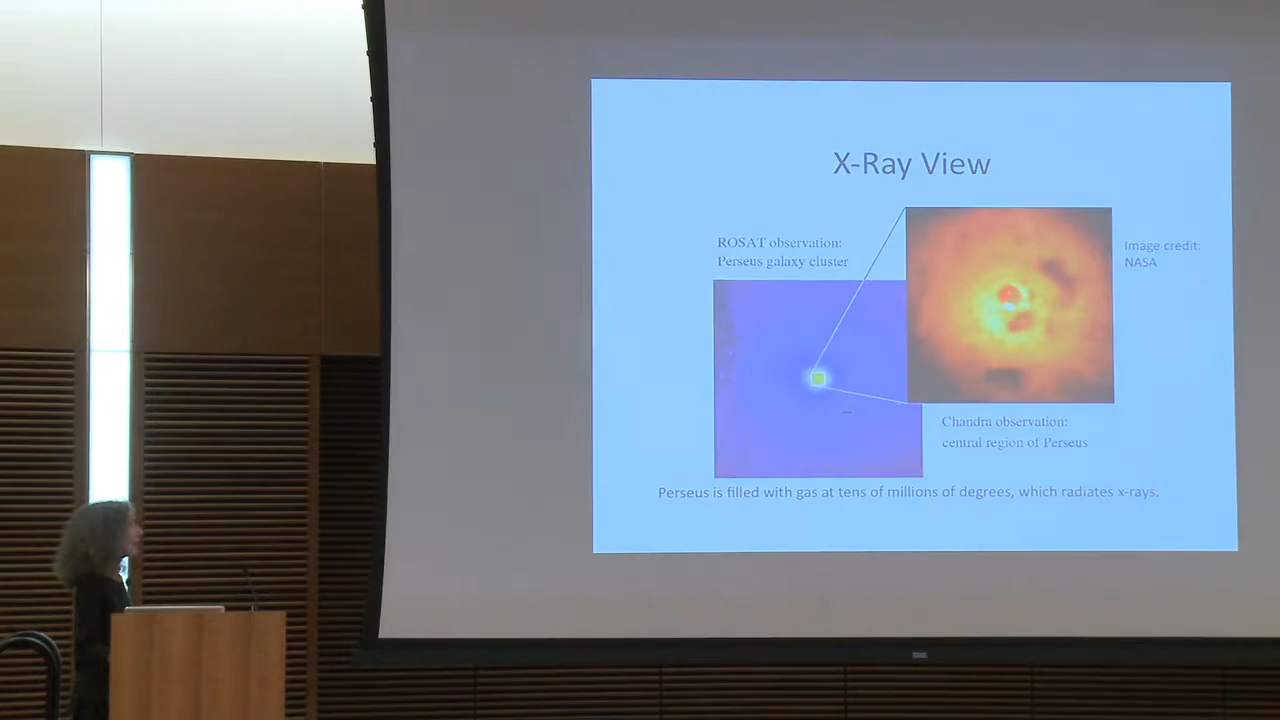 X-Ray View
ROSAT observation:
Perseus galaxy cluster
Image credit:
NASA
Chandra observation:
central region of Perseus
Perseus is filled with gas at tens of millions of degrees, which radiates x-rays.